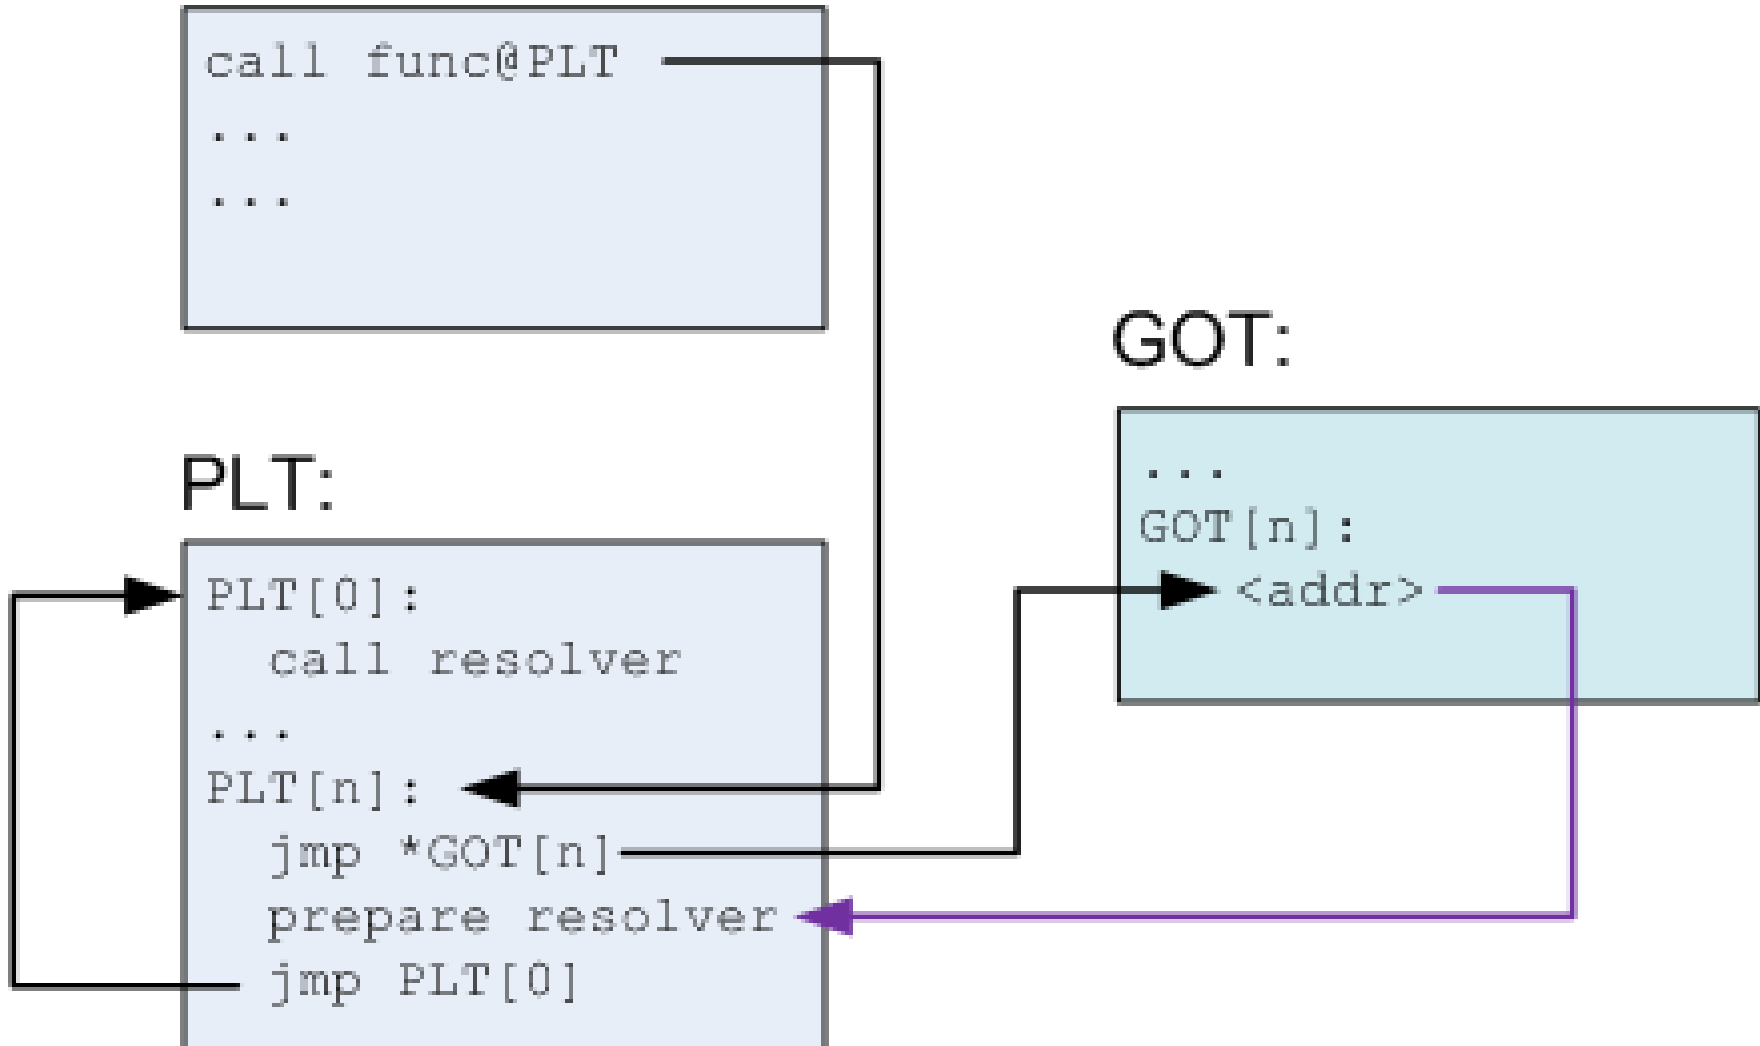 call func@PLT
...
...
GOT:
...
GOT[n]:
<addr>
PLT:
PLT[0]:
call resolver
...
PLT[n]:
jmp *GOT[n]
prepare resolver
jmp PLT[0]